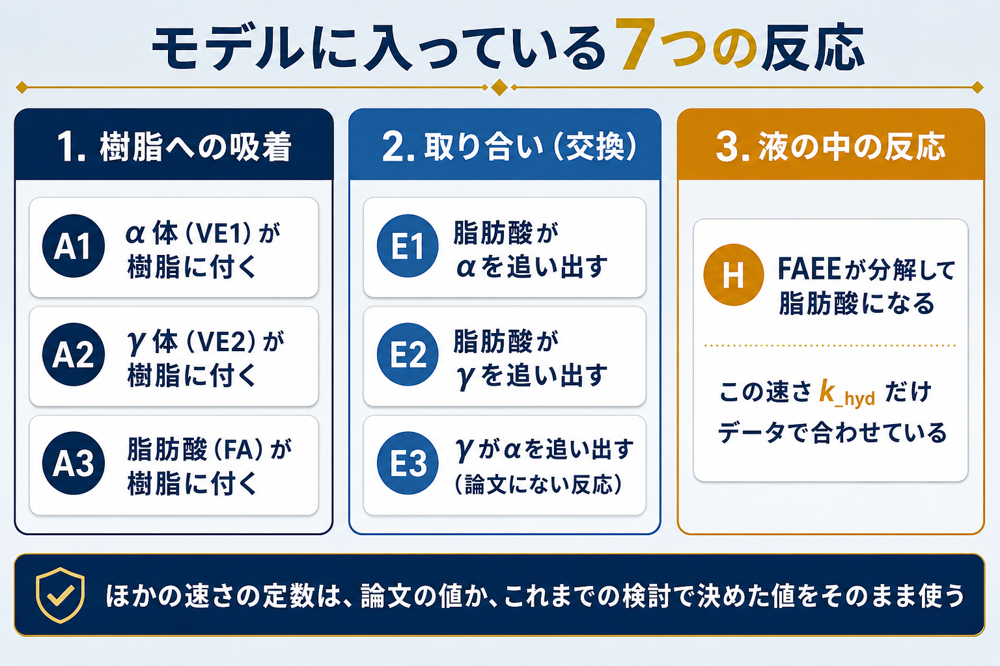 モデルに入っている7つの反応
1. 樹脂への吸着
A1
α体（VE1）が
樹脂に付く
A2
γ体（VE2）が
樹脂に付く
A3
脂肪酸（FA）が
樹脂に付く
2. 取り合い（交換）
E1
脂肪酸が
αを追い出す
E2
脂肪酸が
γを追い出す
E3
γがαを追い出す
（論文にない反応）
3. 液の中の反応
H
FAEEが分解して
脂肪酸になる
この速さ k_hyd だけ
データで合わせている
ほかの速さの定数は、論文の値か、これまでの検討で決めた値をそのまま使う